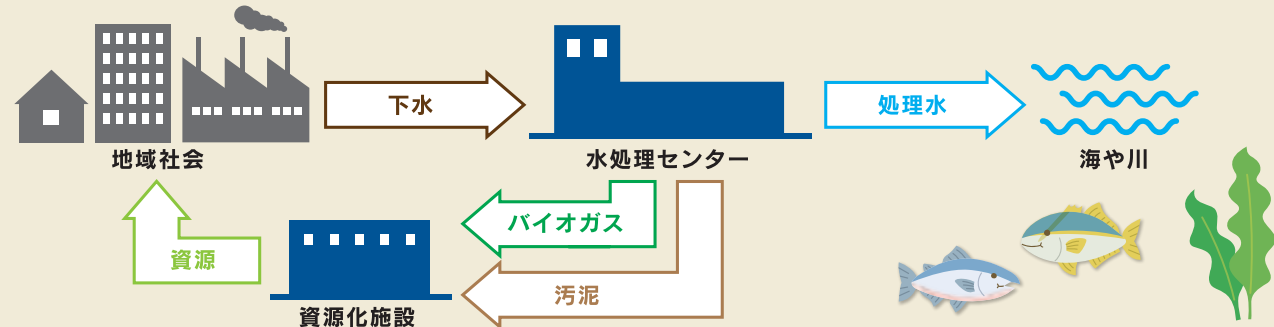 下水
処理水
地域社会
水処理センター
海や川
バイオガス
資源
汚泥
資源化施設